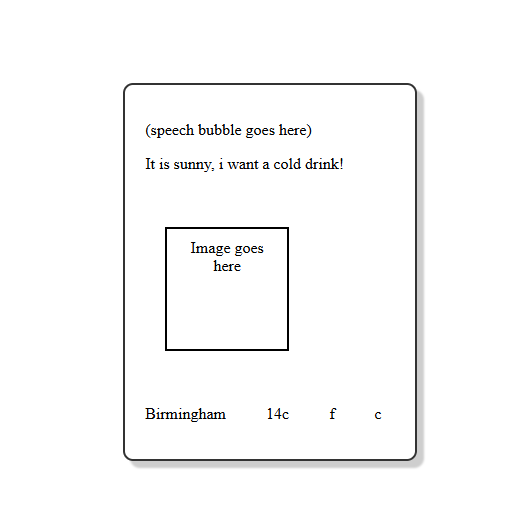 (speech bubble goes here)
It is sunny, i want a cold drink!
Image goes
here
Birmingham 14c f c